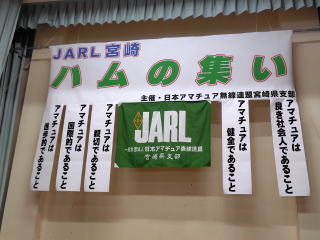 JARL 宮崎
ハムの集い
主催・日本アマチュア無線連盟宮崎県支部
アマチュアは
良き社会人であること
アマチュアは
健全であること
JARL
一般社団法人 日本アマチュア無線連盟
宮崎県支部
アマチュアは
親切であること
アマチュアは
国際的であること
アマチュアは
進歩的であること